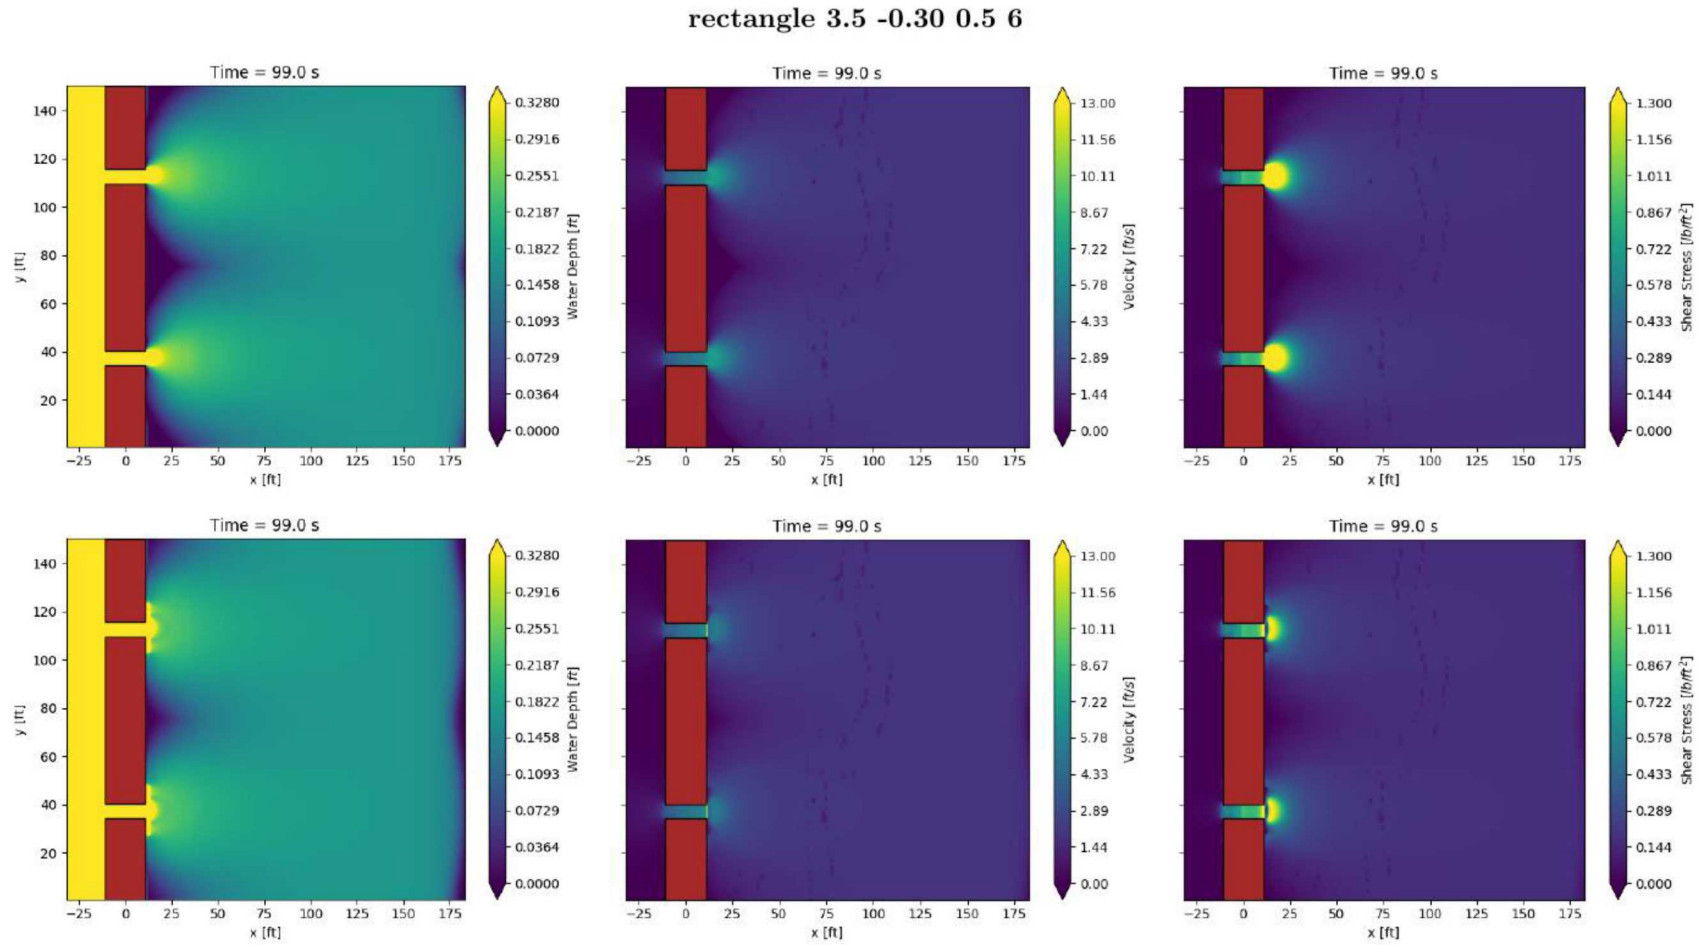 rectangle 3.5 -0.30 0.5 6
Time = 99.0 s
140
120
100
80
60
40
20
y [ft]
−25 0 25 50 75 100 125 150 175
x [ft]
0.3280
0.2916
0.2551
0.2187
0.1822
0.1458
0.1093
0.0729
0.0364
0.0000
Water Depth [ft]
Time = 99.0 s
−25 0 25 50 75 100 125 150 175
x [ft]
13.00
11.56
10.11
8.67
7.22
5.78
4.33
2.89
1.44
0.00
Velocity [ft/s]
Time = 99.0 s
−25 0 25 50 75 100 125 150 175
x [ft]
1.300
1.156
1.011
0.867
0.722
0.578
0.433
0.289
0.144
0.000
Shear Stress [lb/ft²]
Time = 99.0 s
140
120
100
80
60
40
20
y [ft]
−25 0 25 50 75 100 125 150 175
x [ft]
0.3280
0.2916
0.2551
0.2187
0.1822
0.1458
0.1093
0.0729
0.0364
0.0000
Water Depth [ft]
Time = 99.0 s
−25 0 25 50 75 100 125 150 175
x [ft]
13.00
11.56
10.11
8.67
7.22
5.78
4.33
2.89
1.44
0.00
Velocity [ft/s]
Time = 99.0 s
−25 0 25 50 75 100 125 150 175
x [ft]
1.300
1.156
1.011
0.867
0.722
0.578
0.433
0.289
0.144
0.000
Shear Stress [lb/ft²]